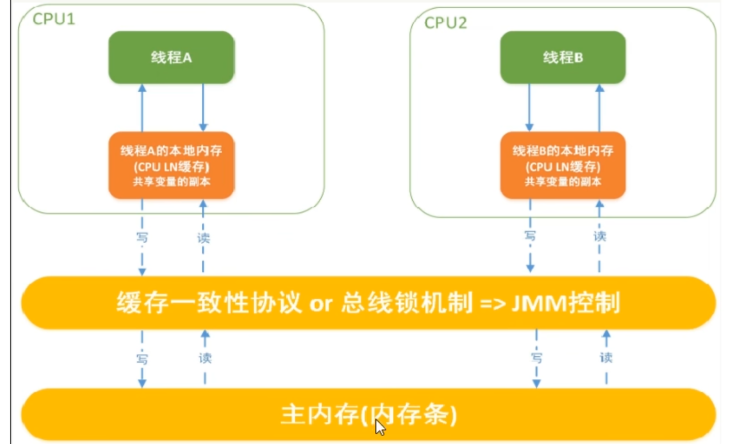 CPU1
CPU2
线程A
线程B
线程A的本地内存
(CPU LN缓存)
共享变量的副本
线程B的本地内存
(CPU LN缓存)
共享变量的副本
写
读
写
读
缓存一致性协议 or 总线锁机制 => JMM控制
写
读
写
读
主内存(内存条)